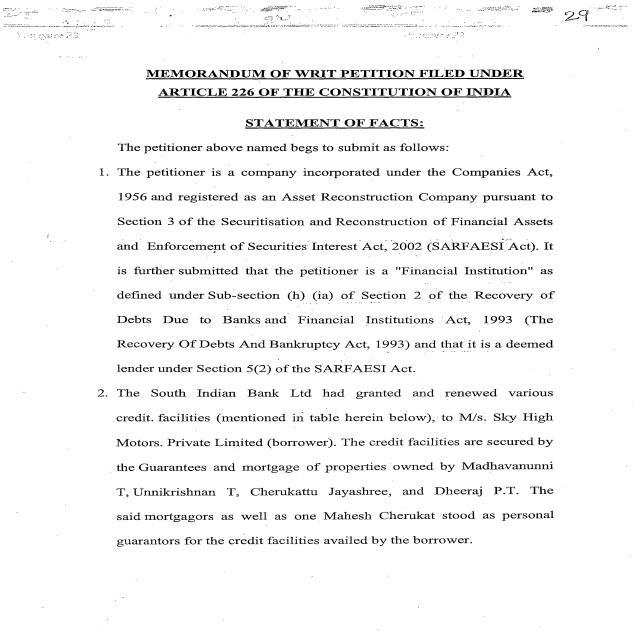 29
MEMORANDUM OF WRIT PETITION FILED UNDER
ARTICLE 226 OF THE CONSTITUTION OF INDIA
STATEMENT OF FACTS:
The petitioner above named begs to submit as follows:
1. The petitioner is a company incorporated under the Companies Act,
1956 and registered as an Asset Reconstruction Company pursuant to
Section 3 of the Securitisation and Reconstruction of Financial Assets
and Enforcement of Securities Interest Act, 2002 (SARFAESI Act). It
is further submitted that the petitioner is a "Financial Institution" as
defined under Sub-section (h) (ia) of Section 2 of the Recovery of
Debts Due to Banks and Financial Institutions Act, 1993 (The
Recovery Of Debts And Bankruptcy Act, 1993) and that it is a deemed
lender under Section 5(2) of the SARFAESI Act.
2. The South Indian Bank Ltd had granted and renewed various
credit. facilities (mentioned in table herein below), to M/s. Sky High
Motors. Private Limited (borrower). The credit facilities are secured by
the Guarantees and mortgage of properties owned by Madhavanunni
T, Unnikrishnan T, Cherukattu Jayashree, and Dheeraj P.T. The
said mortgagors as well as one Mahesh Cherukat stood as personal
guarantors for the credit facilities availed by the borrower.